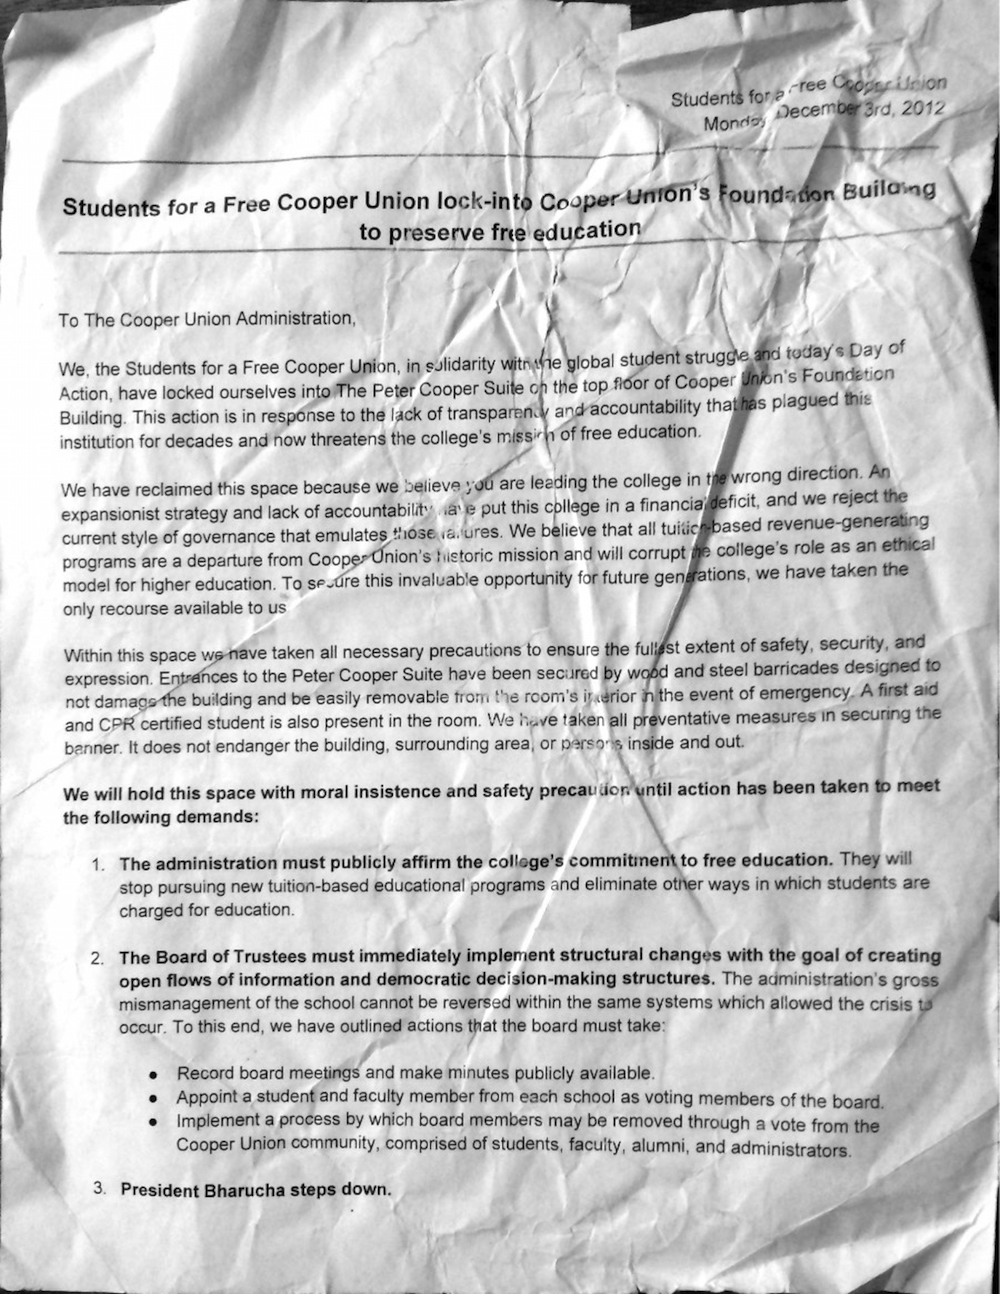 Students for a Free Cooper Union
Monday December 3rd, 2012
Students for a Free Cooper Union lock-into Cooper Union's Foundation Building
to preserve free education
To The Cooper Union Administration,
We, the Students for a Free Cooper Union, in solidarity with the global student struggle and today's Day of
Action, have locked ourselves into The Peter Cooper Suite on the top floor of Cooper Union's Foundation
Building. This action is in response to the lack of transparency and accountability that has plagued this
institution for decades and now threatens the college's mission of free education.
We have reclaimed this space because we believe you are leading the college in the wrong direction. An
expansionist strategy and lack of accountability have put this college in a financial deficit, and we reject the
current style of governance that emulates those failures. We believe that all tuition-based revenue-generating
programs are a departure from Cooper Union's historic mission and will corrupt the college's role as an ethical
model for higher education. To secure this invaluable opportunity for future generations, we have taken the
only recourse available to us
Within this space we have taken all necessary precautions to ensure the fullest extent of safety, security, and
expression. Entrances to the Peter Cooper Suite have been secured by wood and steel barricades designed to
not damage the building and be easily removable from the room's interior in the event of emergency. A first aid
and CPR certified student is also present in the room. We have taken all preventative measures in securing the
banner. It does not endanger the building, surrounding area, or persons inside and out.
We will hold this space with moral insistence and safety precaution until action has been taken to meet
the following demands:
1. The administration must publicly affirm the college's commitment to free education. They will
stop pursuing new tuition-based educational programs and eliminate other ways in which students are
charged for education.
2. The Board of Trustees must immediately implement structural changes with the goal of creating
open flows of information and democratic decision-making structures. The administration's gross
mismanagement of the school cannot be reversed within the same systems which allowed the crisis to
occur. To this end, we have outlined actions that the board must take:
• Record board meetings and make minutes publicly available.
• Appoint a student and faculty member from each school as voting members of the board.
• Implement a process by which board members may be removed through a vote from the
Cooper Union community, comprised of students, faculty, alumni, and administrators.
3. President Bharucha steps down.